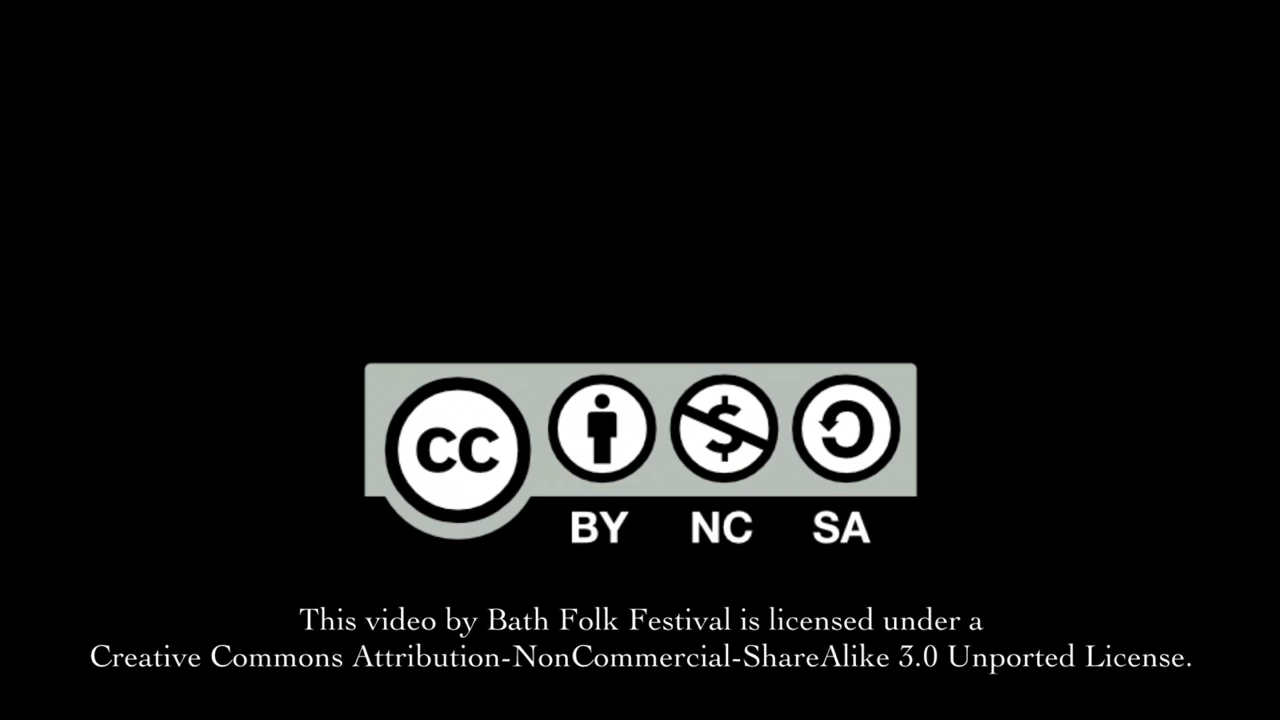 CC
BY NC SA
This video by Bath Folk Festival is licensed under a
Creative Commons Attribution-NonCommercial-ShareAlike 3.0 Unported License.